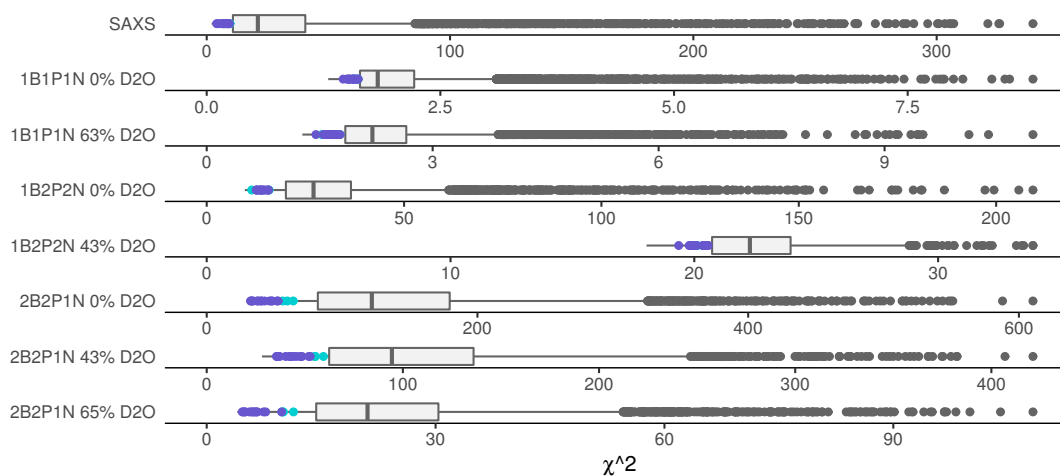 SAXS
0 100 200 300
1B1P1N 0% D2O
0.0 2.5 5.0 7.5
1B1P1N 63% D2O
0 3 6 9
1B2P2N 0% D2O
0 50 100 150 200
1B2P2N 43% D2O
0 10 20 30
2B2P1N 0% D2O
0 200 400 600
2B2P1N 43% D2O
0 100 200 300 400
2B2P1N 65% D2O
0 30 60 90
χ^2